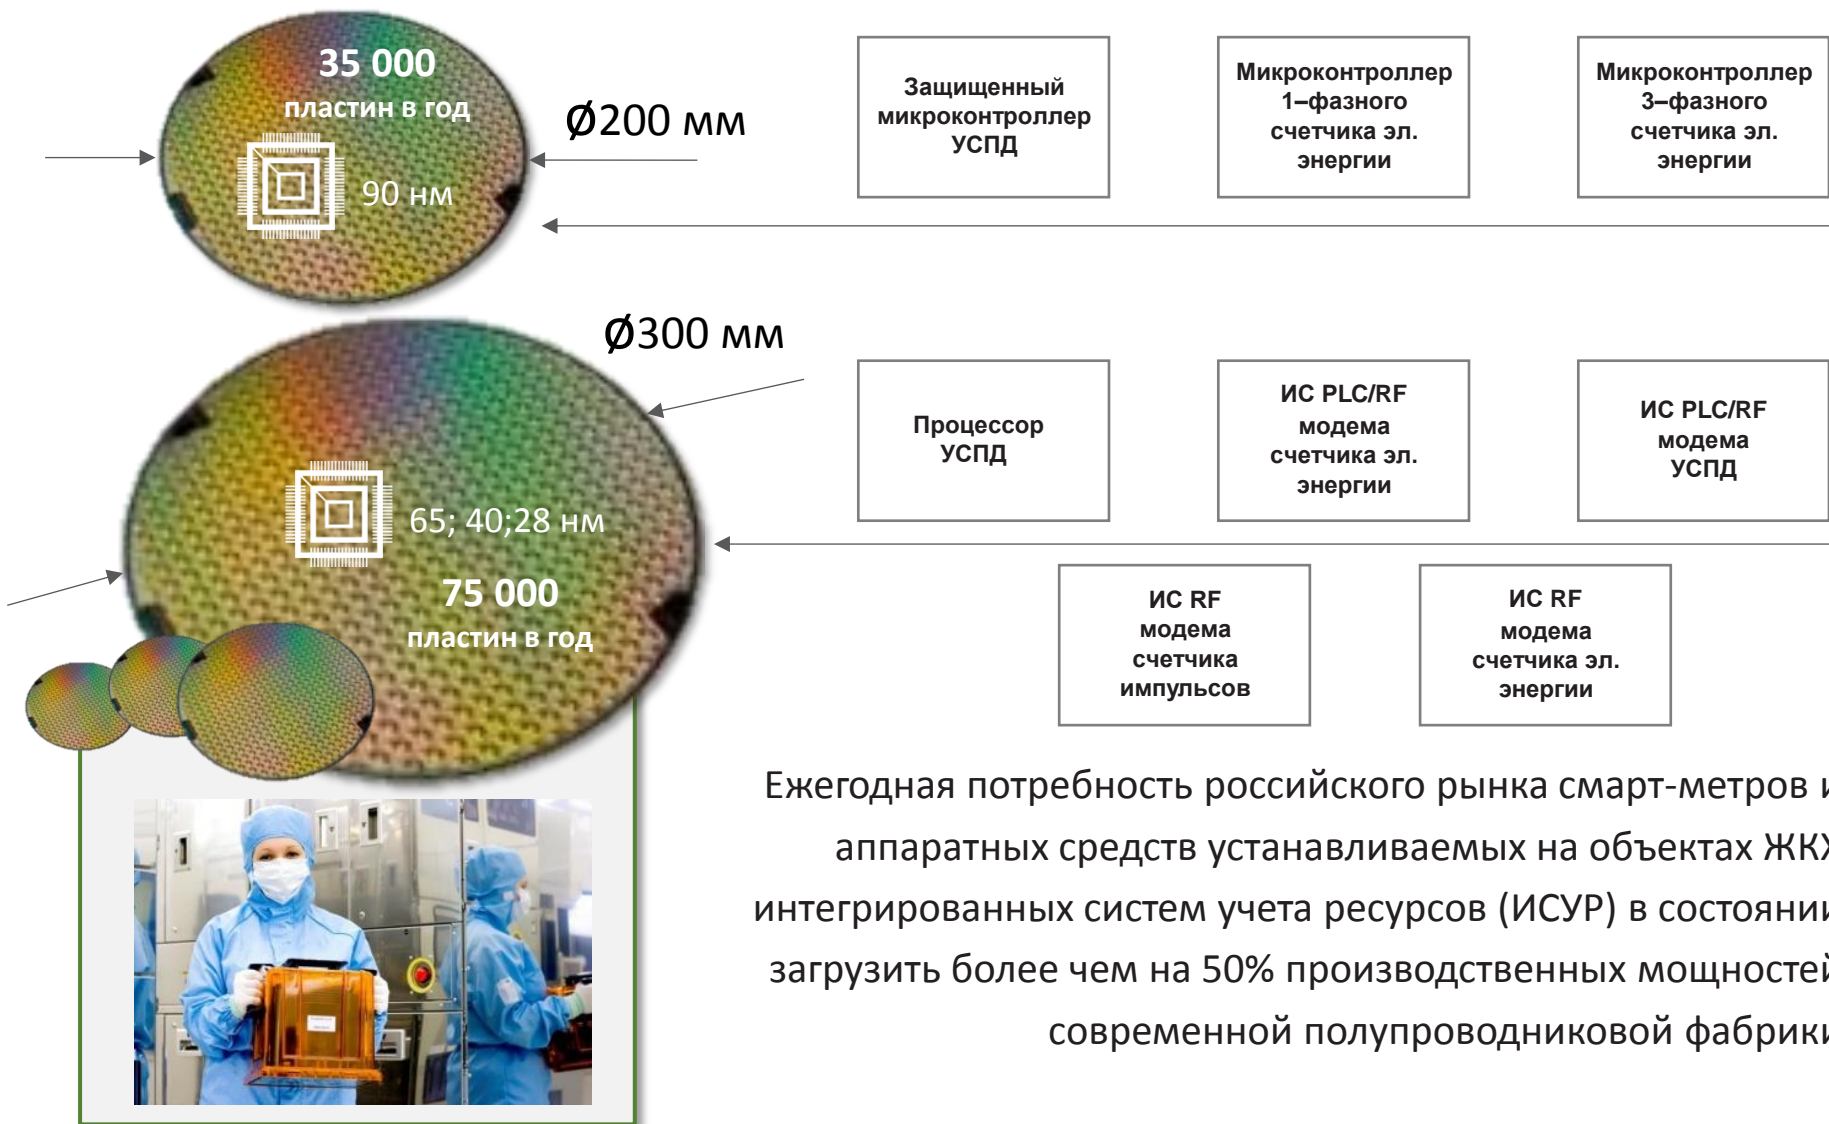 35 000
пластин в год
90 нм
Ø200 мм
Защищенный
микроконтроллер
УСПД
Микроконтроллер
1–фазного
счетчика эл.
энергии
Микроконтроллер
3–фазного
счетчика эл.
энергии
Ø300 мм
65; 40;28 нм
75 000
пластин в год
Процессор
УСПД
ИС PLC/RF
модема
счетчика эл.
энергии
ИС PLC/RF
модема
УСПД
ИС RF
модема
счетчика
импульсов
ИС RF
модема
счетчика эл.
энергии
Ежегодная потребность российского рынка смарт-метров и
аппаратных средств устанавливаемых на объектах ЖКХ
интегрированных систем учета ресурсов (ИСУР) в состоянии
загрузить более чем на 50% производственных мощностей
современной полупроводниковой фабрики